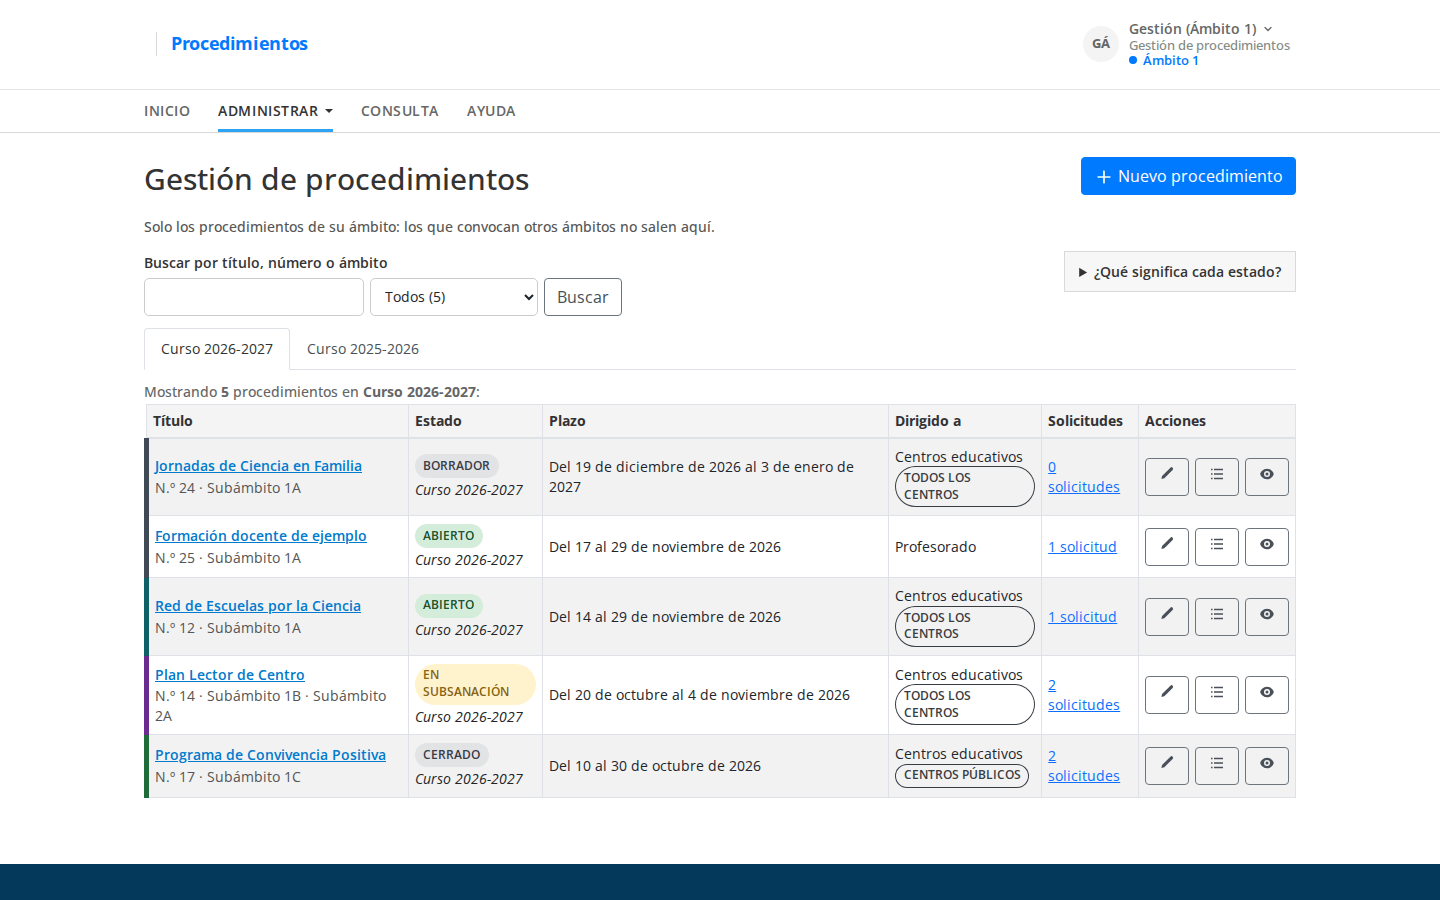 Procedimientos
GÁ
Gestión (Ámbito 1)
Gestión de procedimientos
Ámbito 1
INICIO
ADMINISTRAR
CONSULTA
AYUDA
Gestión de procedimientos
Nuevo procedimiento
Solo los procedimientos de su ámbito: los que convocan otros ámbitos no salen aquí.
Buscar por título, número o ámbito
Todos (5)
Buscar
¿Qué significa cada estado?
Curso 2026-2027
Curso 2025-2026
Mostrando 5 procedimientos en Curso 2026-2027:
Título
Estado
Plazo
Dirigido a
Solicitudes
Acciones
Jornadas de Ciencia en Familia
N.º 24 · Subámbito 1A
BORRADOR
Curso 2026-2027
Del 19 de diciembre de 2026 al 3 de enero de
2027
Centros educativos
TODOS LOS
CENTROS
0
solicitudes
Formación docente de ejemplo
N.º 25 · Subámbito 1A
ABIERTO
Curso 2026-2027
Del 17 al 29 de noviembre de 2026
Profesorado
1 solicitud
Red de Escuelas por la Ciencia
N.º 12 · Subámbito 1A
ABIERTO
Curso 2026-2027
Del 14 al 29 de noviembre de 2026
Centros educativos
TODOS LOS
CENTROS
1 solicitud
Plan Lector de Centro
N.º 14 · Subámbito 1B · Subámbito
2A
EN
SUBSANACIÓN
Curso 2026-2027
Del 20 de octubre al 4 de noviembre de 2026
Centros educativos
TODOS LOS
CENTROS
2
solicitudes
Programa de Convivencia Positiva
N.º 17 · Subámbito 1C
CERRADO
Curso 2026-2027
Del 10 al 30 de octubre de 2026
Centros educativos
CENTROS PÚBLICOS
2
solicitudes